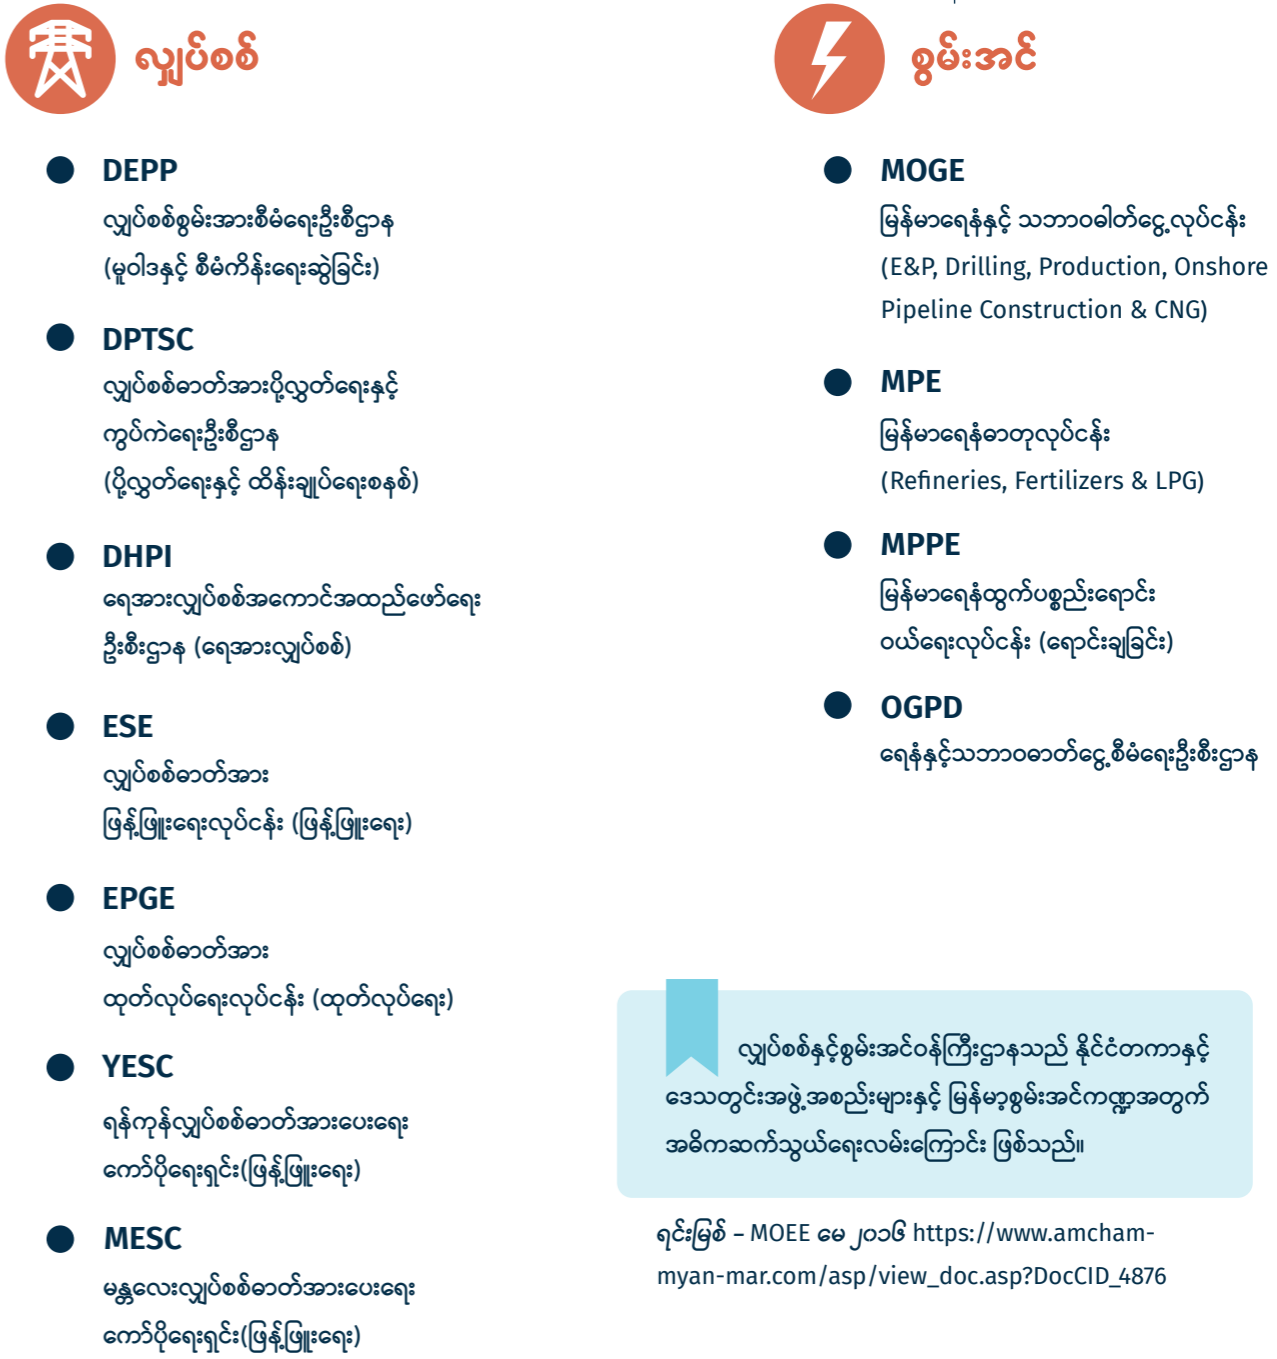 လျှပ်စစ်
DEPP
လျှပ်စစ်စွမ်းအားစီမံရေးဦးစီဌာန
(မူဝါဒနှင့် စီမံကိန်းရေးဆွဲခြင်း)
DPTSC
လျှပ်စစ်ဓာတ်အားပို့လွှတ်ရေးနှင့်
ကွပ်ကဲရေးဦးစီဌာန
(ပို့လွှတ်ရေးနှင့် ထိန်းချုပ်ရေးစနစ်)
DHPI
ရေအားလျှပ်စစ်အကောင်အထည်ဖော်ရေး
ဦးစီးဌာန (ရေအားလျှပ်စစ်)
ESE
လျှပ်စစ်ဓာတ်အား
ဖြန့်ဖြူးရေးလုပ်ငန်း (ဖြန့်ဖြူးရေး)
EPGE
လျှပ်စစ်ဓာတ်အား
ထုတ်လုပ်ရေးလုပ်ငန်း (ထုတ်လုပ်ရေး)
YESC
ရန်ကုန်လျှပ်စစ်ဓာတ်အားပေးရေး
ကော်ပိုရေးရှင်း(ဖြန့်ဖြူးရေး)
MESC
မန္တလေးလျှပ်စစ်ဓာတ်အားပေးရေး
ကော်ပိုရေးရှင်း(ဖြန့်ဖြူးရေး)
စွမ်းအင်
MOGE
မြန်မာရေနံနှင့် သဘာဝဓါတ်ငွေ့လုပ်ငန်း
(E&P, Drilling, Production, Onshore
Pipeline Construction & CNG)
MPE
မြန်မာရေနံဓာတုလုပ်ငန်း
(Refineries, Fertilizers & LPG)
MPPE
မြန်မာရေနံထွက်ပစ္စည်းရောင်း
ဝယ်ရေးလုပ်ငန်း (ရောင်းချခြင်း)
OGPD
ရေနံနှင့်သဘာဝဓာတ်ငွေ့စီမံရေးဦးစီးဌာန
လျှပ်စစ်နှင့်စွမ်းအင်ဝန်ကြီးဌာနသည် နိုင်ငံတကာနှင့်
ဒေသတွင်းအဖွဲ့အစည်းများနှင့် မြန်မာ့စွမ်းအင်ကဏ္ဍအတွက်
အဓိကဆက်သွယ်ရေးလမ်းကြောင်း ဖြစ်သည်။
ရင်းမြစ် – MOEE မေ ၂၀၁၆ https://www.amcham-
myan-mar.com/asp/view_doc.asp?DocCID_4876